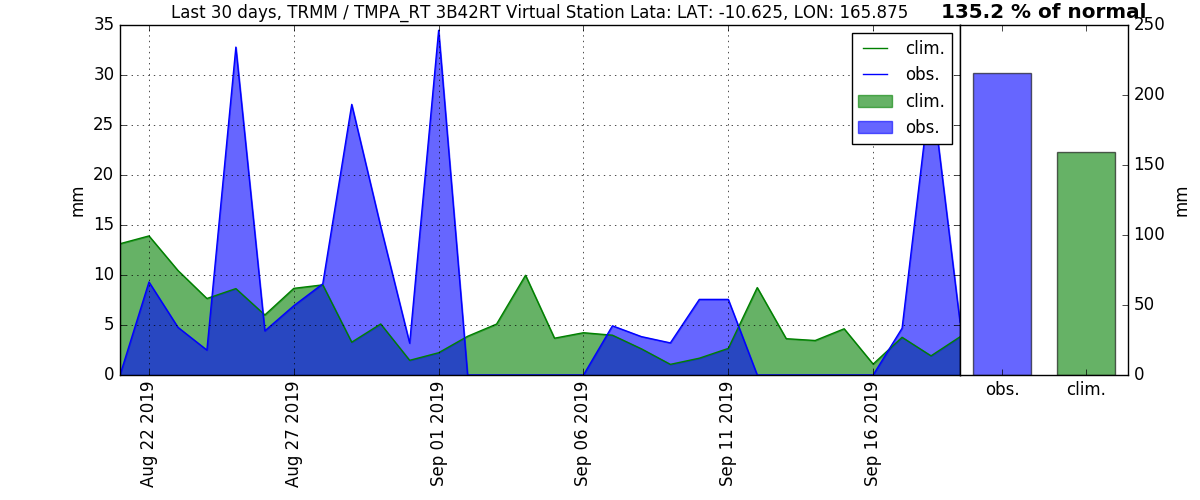 Last 30 days, TRMM / TMPA_RT 3B42RT Virtual Station Lata: LAT: -10.625, LON: 165.875
135.2 % of normal
35
30
25
20
15
10
5
0
mm
clim.
obs.
clim.
obs.
250
200
150
100
50
0
mm
obs.
clim.
Aug 22 2019
Aug 27 2019
Sep 01 2019
Sep 06 2019
Sep 11 2019
Sep 16 2019